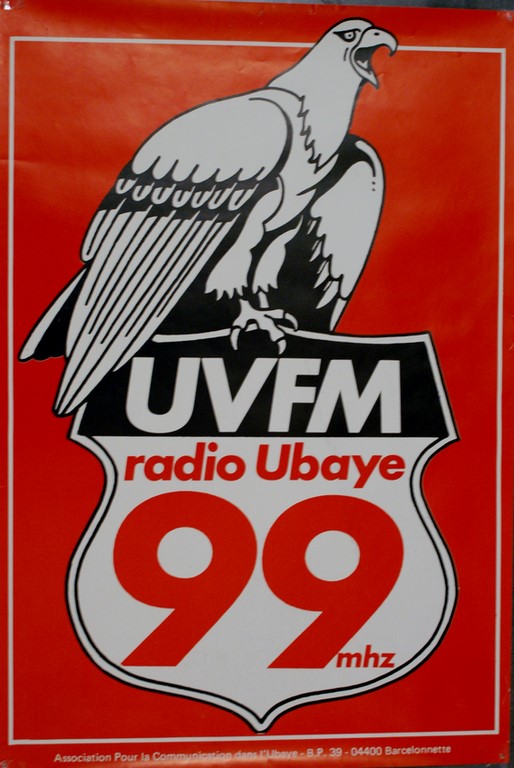 UVFM
radio Ubaye
99
mhz
Association Pour la Communication dans l'Ubaye - B.P. 39 - 04400 Barcelonnette